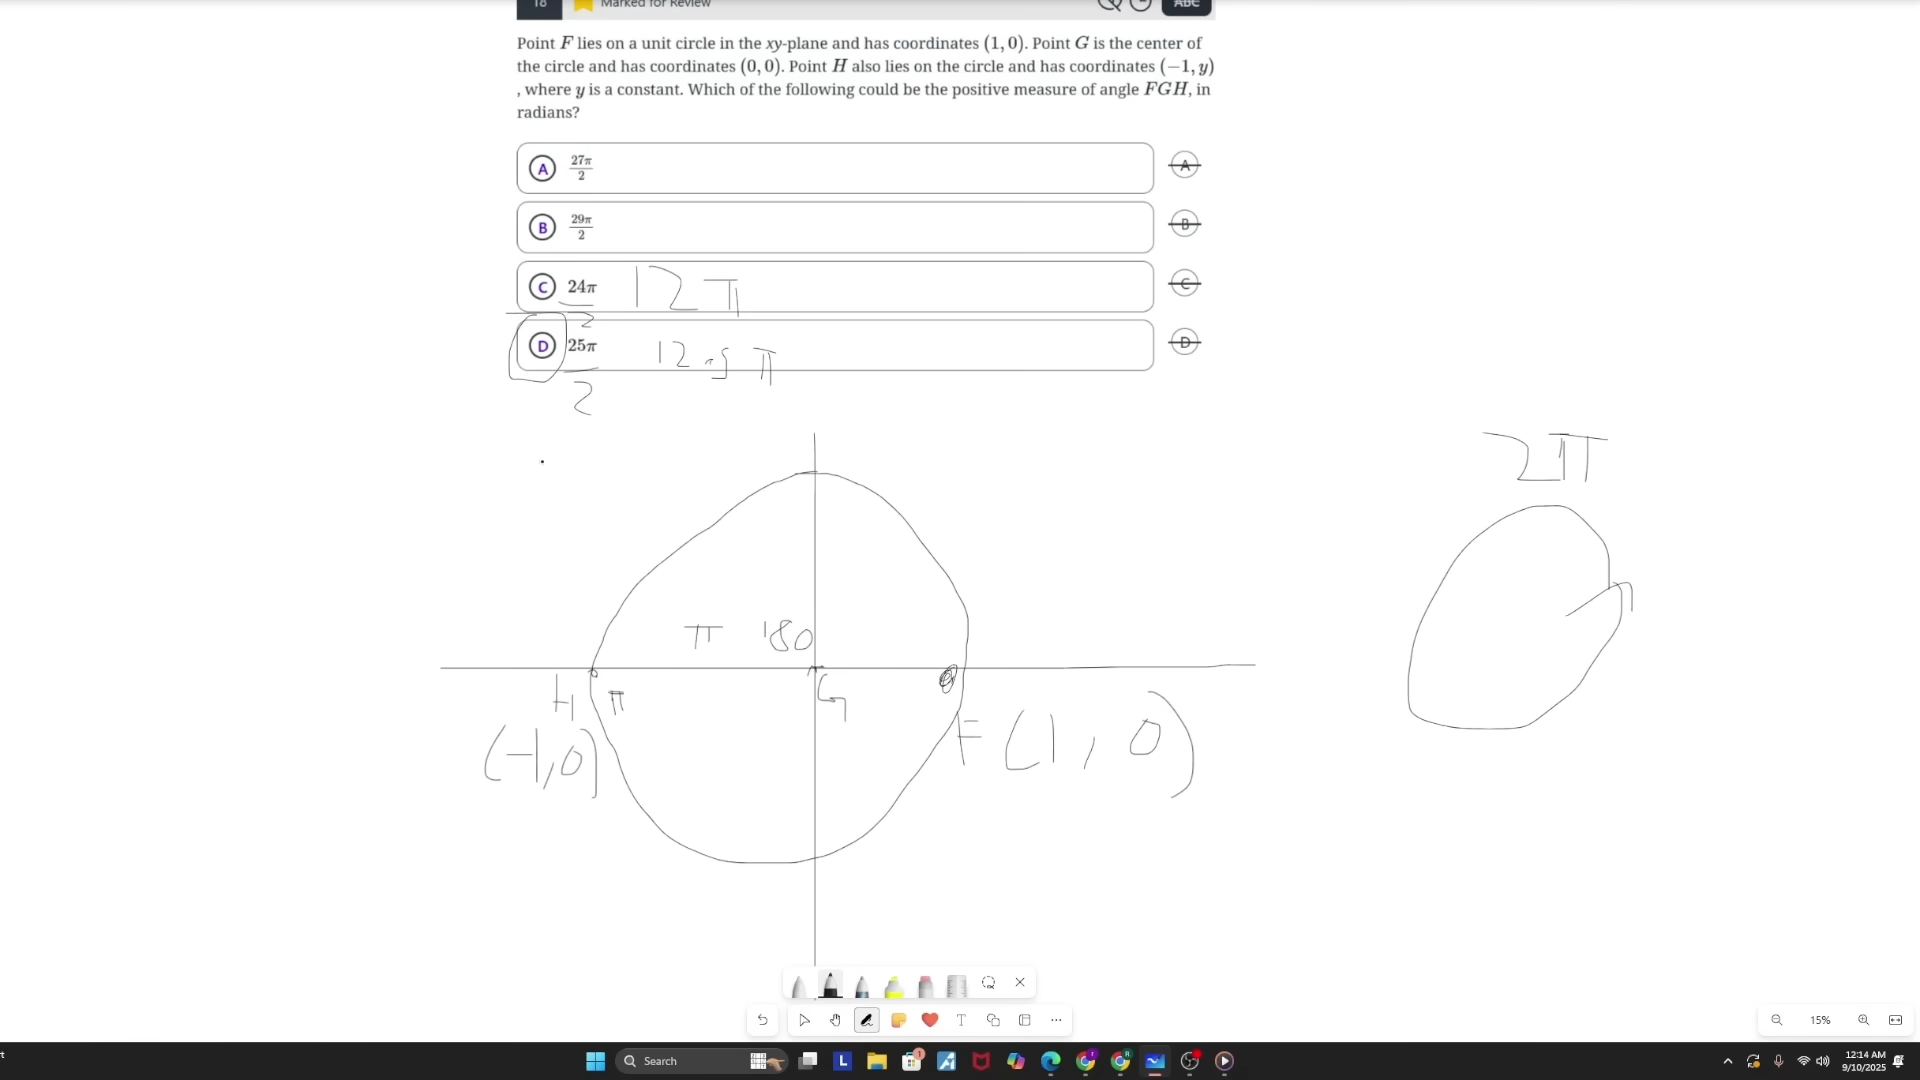 18 Marked for Review ABC
Point F lies on a unit circle in the xy-plane and has coordinates (1, 0). Point G is the center of
the circle and has coordinates (0, 0). Point H also lies on the circle and has coordinates (−1, y)
, where y is a constant. Which of the following could be the positive measure of angle FGH, in
radians?
A 27π/2 A
B 29π/2 B
C 24π/2 12π C
D 25π/2 12.5π D
2π
π 180
H π G F (1, 0)
(-1,0)
15%
Search
12:14 AM
9/10/2025